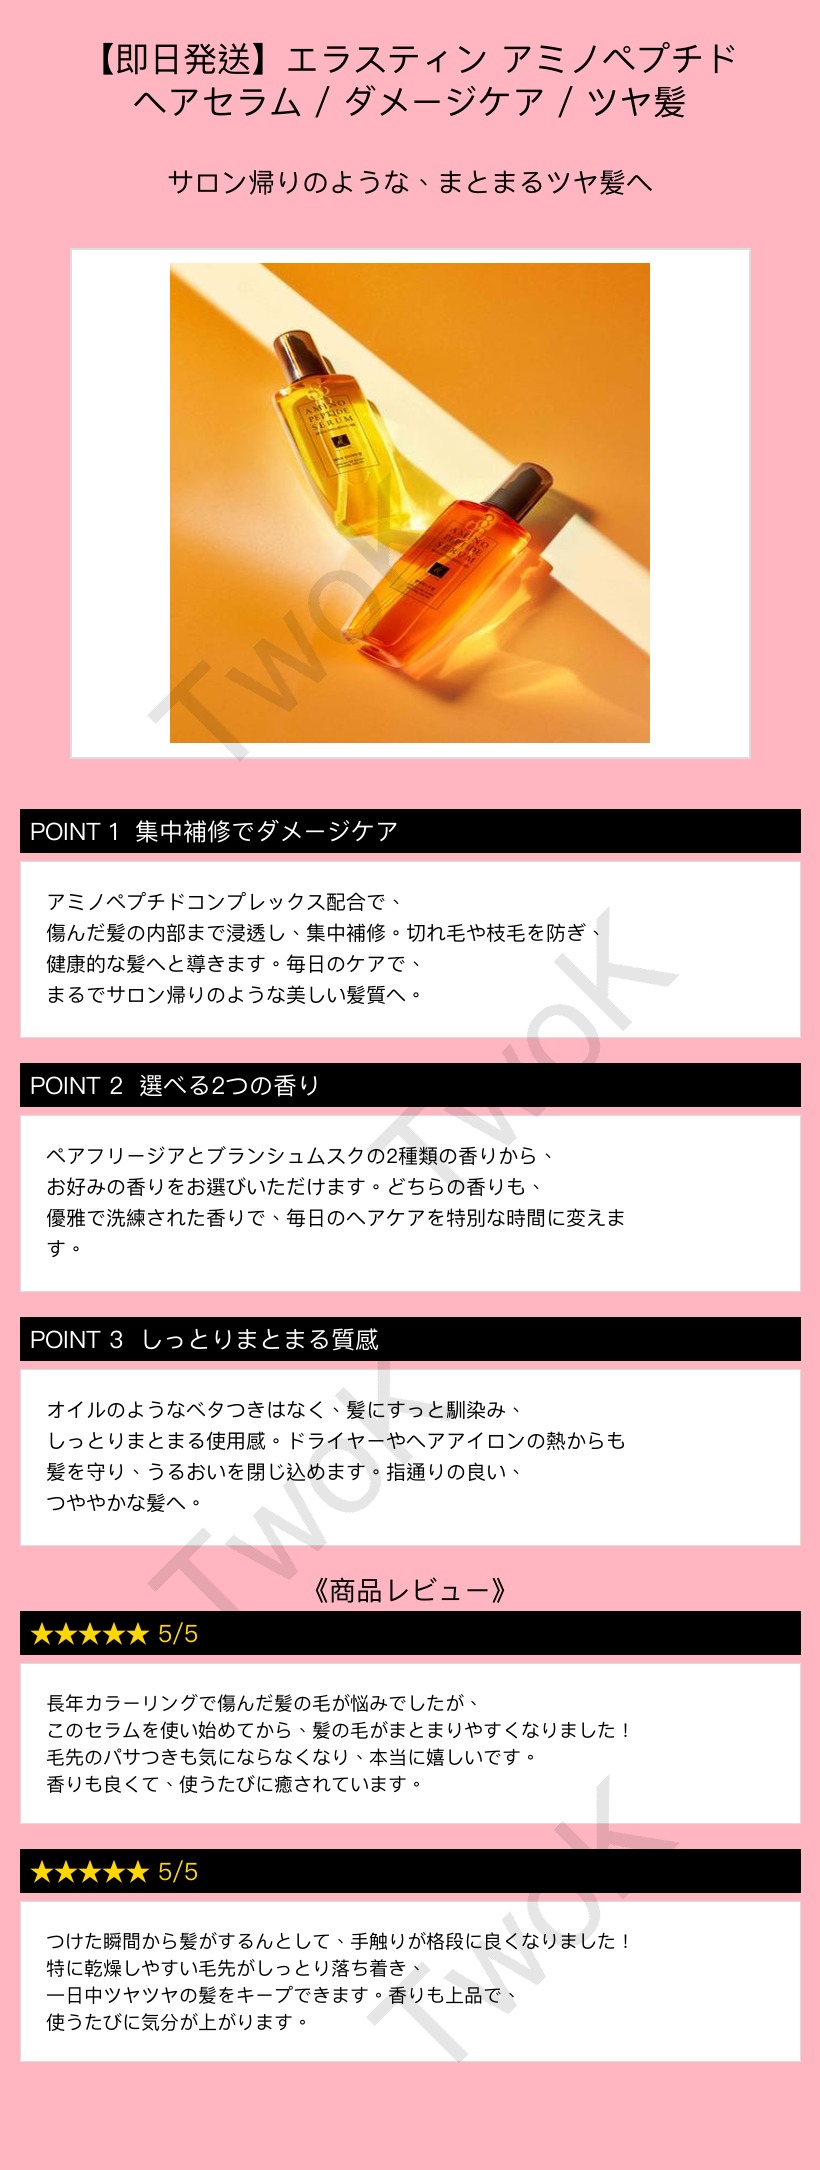 【即日発送】エラスティン アミノペプチド
ヘアセラム / ダメージケア / ツヤ髪
サロン帰りのような、まとまるツヤ髪へ
AMINO
PEPTIDE
SERUM
AMINO
PEPTIDE
SERUM
TwoK
POINT 1 集中補修でダメージケア
アミノペプチドコンプレックス配合で、
傷んだ髪の内部まで浸透し、集中補修。切れ毛や枝毛を防ぎ、
健康的な髪へと導きます。毎日のケアで、
まるでサロン帰りのような美しい髪質へ。
TwoK
POINT 2 選べる2つの香り
ペアフリージアとブランシュムスクの2種類の香りから、
お好みの香りをお選びいただけます。どちらの香りも、
優雅で洗練された香りで、毎日のヘアケアを特別な時間に変えま
す。
POINT 3 しっとりまとまる質感
オイルのようなベタつきはなく、髪にすっと馴染み、
しっとりまとまる使用感。ドライヤーやヘアアイロンの熱からも
髪を守り、うるおいを閉じ込めます。指通りの良い、
つややかな髪へ。
TwoK
《商品レビュー》
★★★★★ 5/5
長年カラーリングで傷んだ髪の毛が悩みでしたが、
このセラムを使い始めてから、髪の毛がまとまりやすくなりました！
毛先のパサつきも気にならなくなり、本当に嬉しいです。
香りも良くて、使うたびに癒されています。
★★★★★ 5/5
つけた瞬間から髪がするんとして、手触りが格段に良くなりました！
特に乾燥しやすい毛先がしっとり落ち着き、
一日中ツヤツヤの髪をキープできます。香りも上品で、
使うたびに気分が上がります。
TwoK